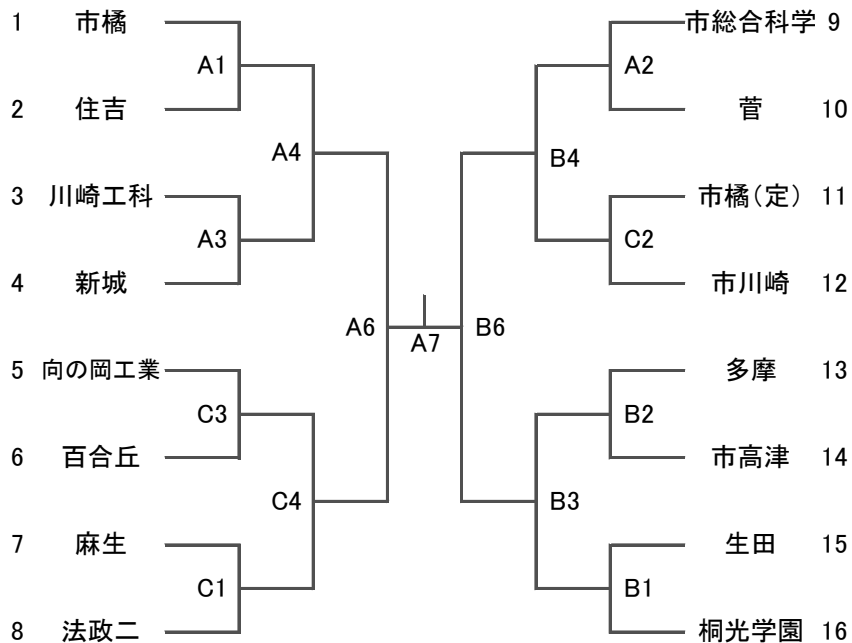 1 市橘
A1
2 住吉
A4
3 川崎工科
A3
4 新城
A6
5 向の岡工業
C3
6 百合丘
C4
7 麻生
C1
8 法政二
A7
市総合科学 9
A2
菅 10
B4
市橘(定) 11
C2
市川崎 12
B6
多摩 13
B2
市高津 14
B3
生田 15
B1
桐光学園 16